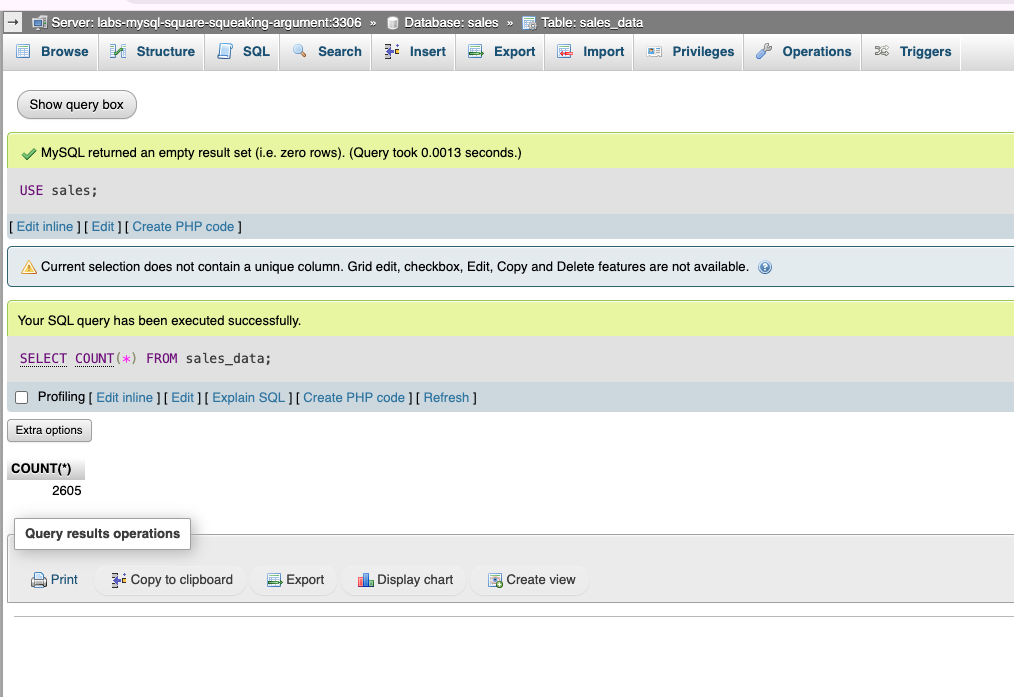 Server: labs-mysql-square-squeaking-argument:3306 » Database: sales » Table: sales_data
Browse Structure SQL Search Insert Export Import Privileges Operations Triggers
Show query box
MySQL returned an empty result set (i.e. zero rows). (Query took 0.0013 seconds.)
USE sales;
[ Edit inline ] [ Edit ] [ Create PHP code ]
Current selection does not contain a unique column. Grid edit, checkbox, Edit, Copy and Delete features are not available.
Your SQL query has been executed successfully.
SELECT COUNT(*) FROM sales_data;
Profiling [ Edit inline ] [ Edit ] [ Explain SQL ] [ Create PHP code ] [ Refresh ]
Extra options
COUNT(*)
2605
Query results operations
Print Copy to clipboard Export Display chart Create view